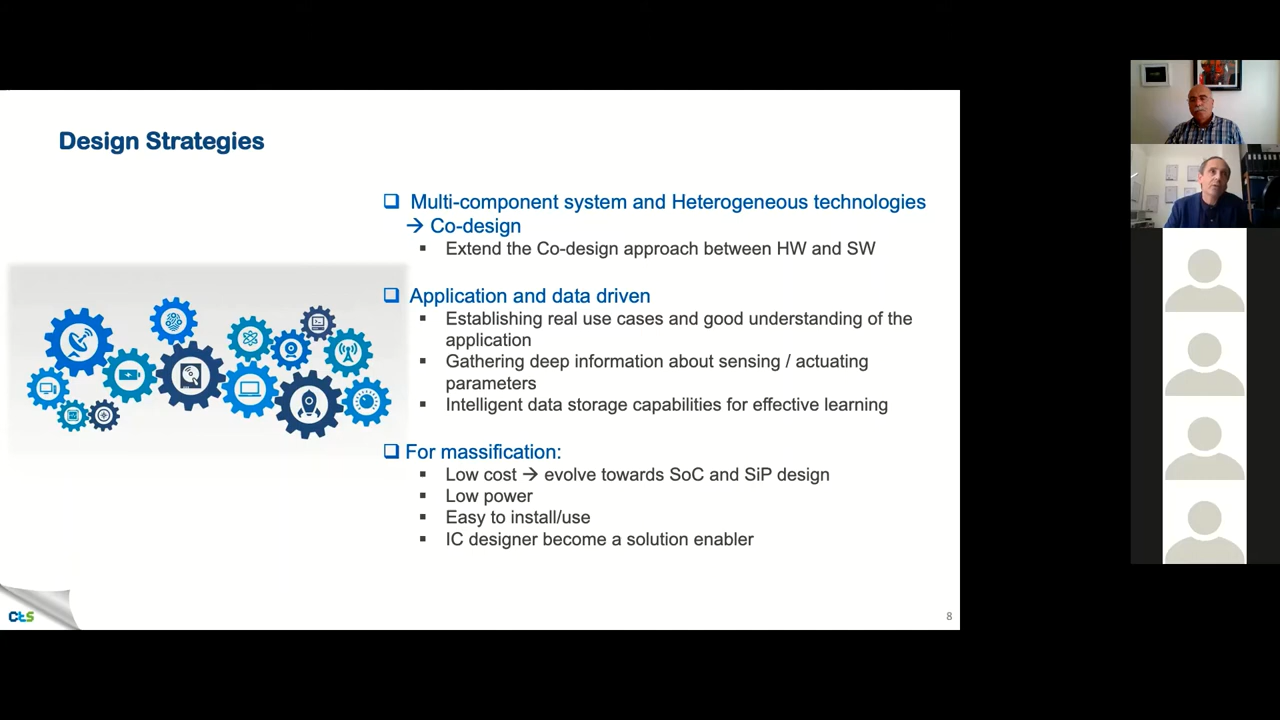 Design Strategies
❑ Multi-component system and Heterogeneous technologies
→ Co-design
▪ Extend the Co-design approach between HW and SW
❑ Application and data driven
▪ Establishing real use cases and good understanding of the
application
▪ Gathering deep information about sensing / actuating
parameters
▪ Intelligent data storage capabilities for effective learning
❑ For massification:
▪ Low cost → evolve towards SoC and SiP design
▪ Low power
▪ Easy to install/use
▪ IC designer become a solution enabler
cts
8